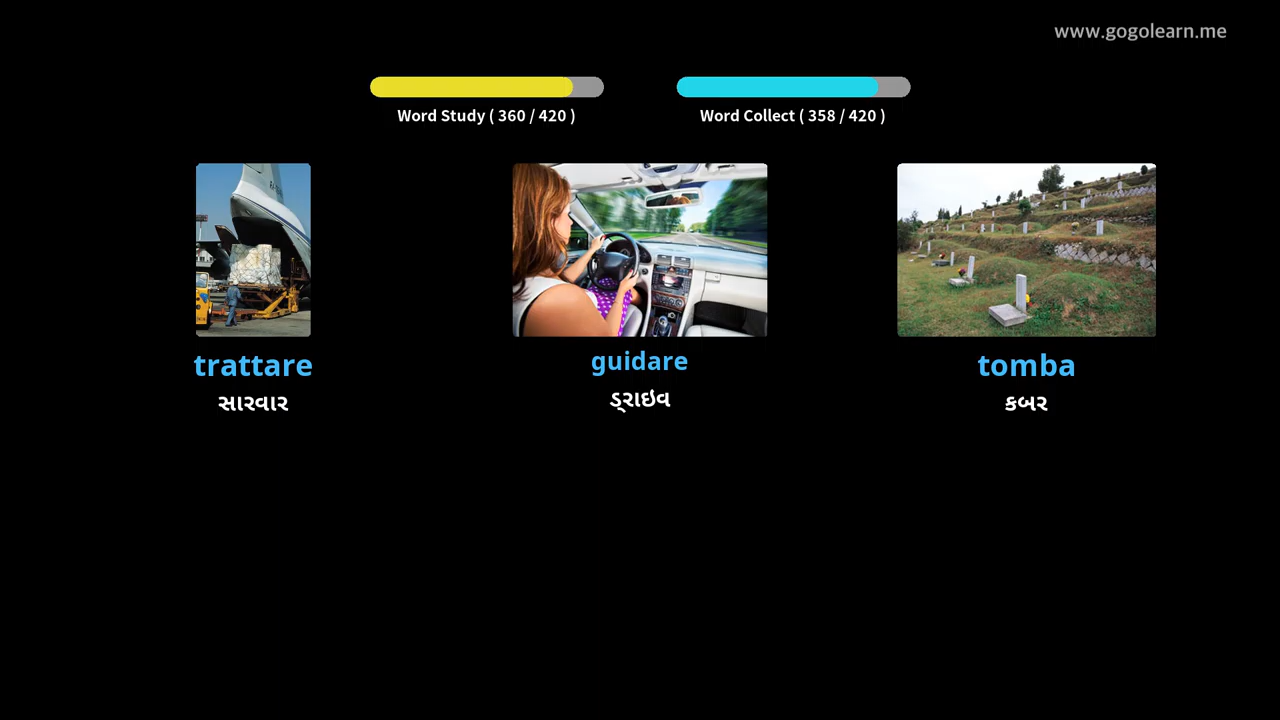 www.gogolearn.me
Word Study ( 360 / 420 )
Word Collect ( 358 / 420 )
trattare
guidare
tomba
સારવાર
ડ્રાઇવ
કબર